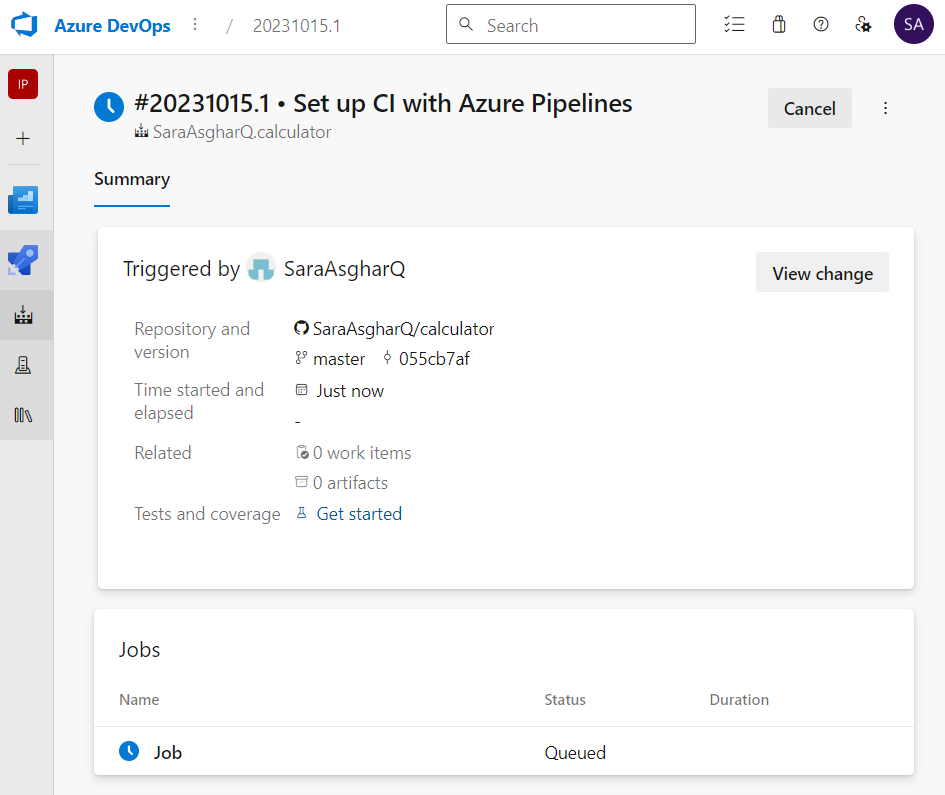 Azure DevOps / 20231015.1 Search SA
IP
#20231015.1 • Set up CI with Azure Pipelines
Cancel
SaraAsgharQ.calculator
Summary
Triggered by SaraAsgharQ
View change
Repository and version
SaraAsgharQ/calculator
master 055cb7af
Time started and elapsed
Just now
-
Related
0 work items
0 artifacts
Tests and coverage Get started
Jobs
Name Status Duration
Job Queued